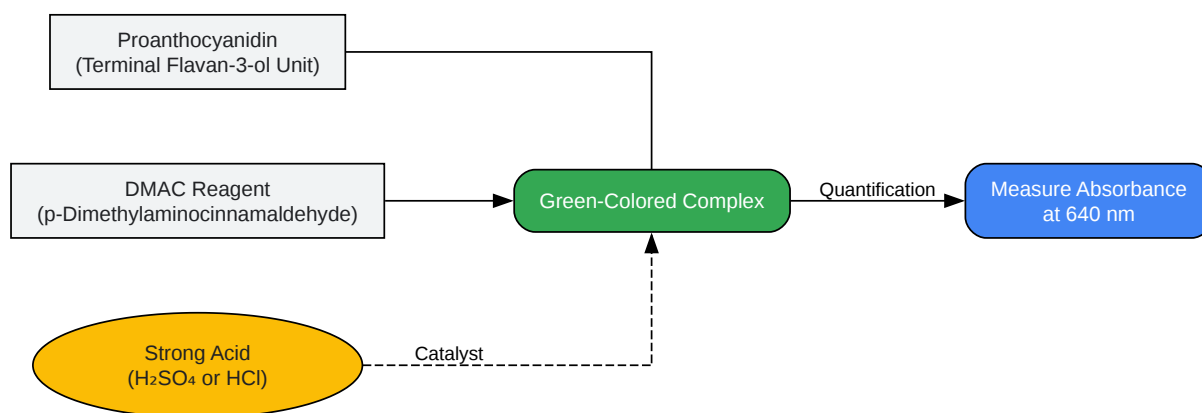 Proanthocyanidin
(Terminal Flavan-3-ol Unit)
DMAC Reagent
(p-Dimethylaminocinnamaldehyde)
Green-Colored Complex
Quantification
Measure Absorbance
at 640 nm
Strong Acid
(H₂SO₄ or HCl)
Catalyst